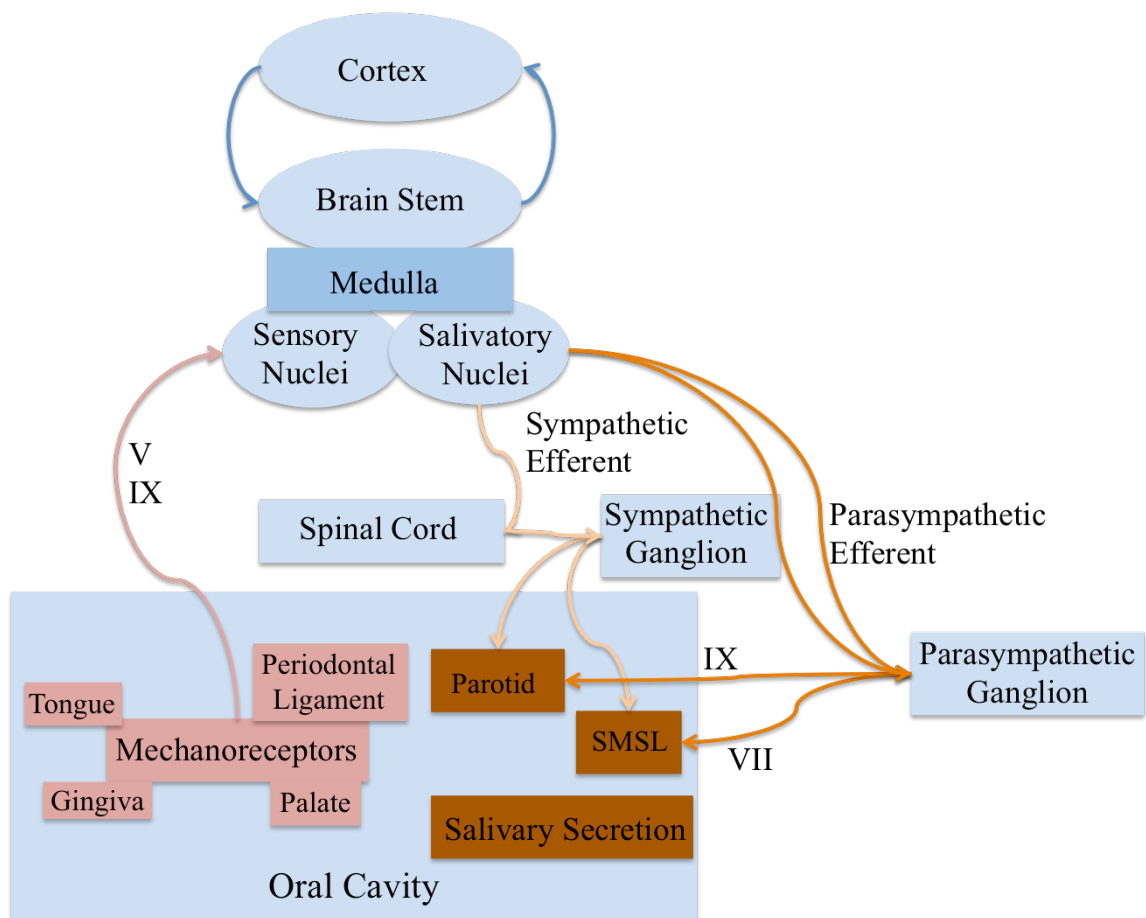 Cortex
Brain Stem
Medulla
Sensory
Nuclei
Salivatory
Nuclei
Sympathetic
Efferent
V
IX
Spinal Cord
Sympathetic
Ganglion
Parasympathetic
Efferent
Periodontal
Ligament
Tongue
Mechanoreceptors
Gingiva
Palate
Parotid
IX
SMSL
VII
Parasympathetic
Ganglion
Salivary Secretion
Oral Cavity